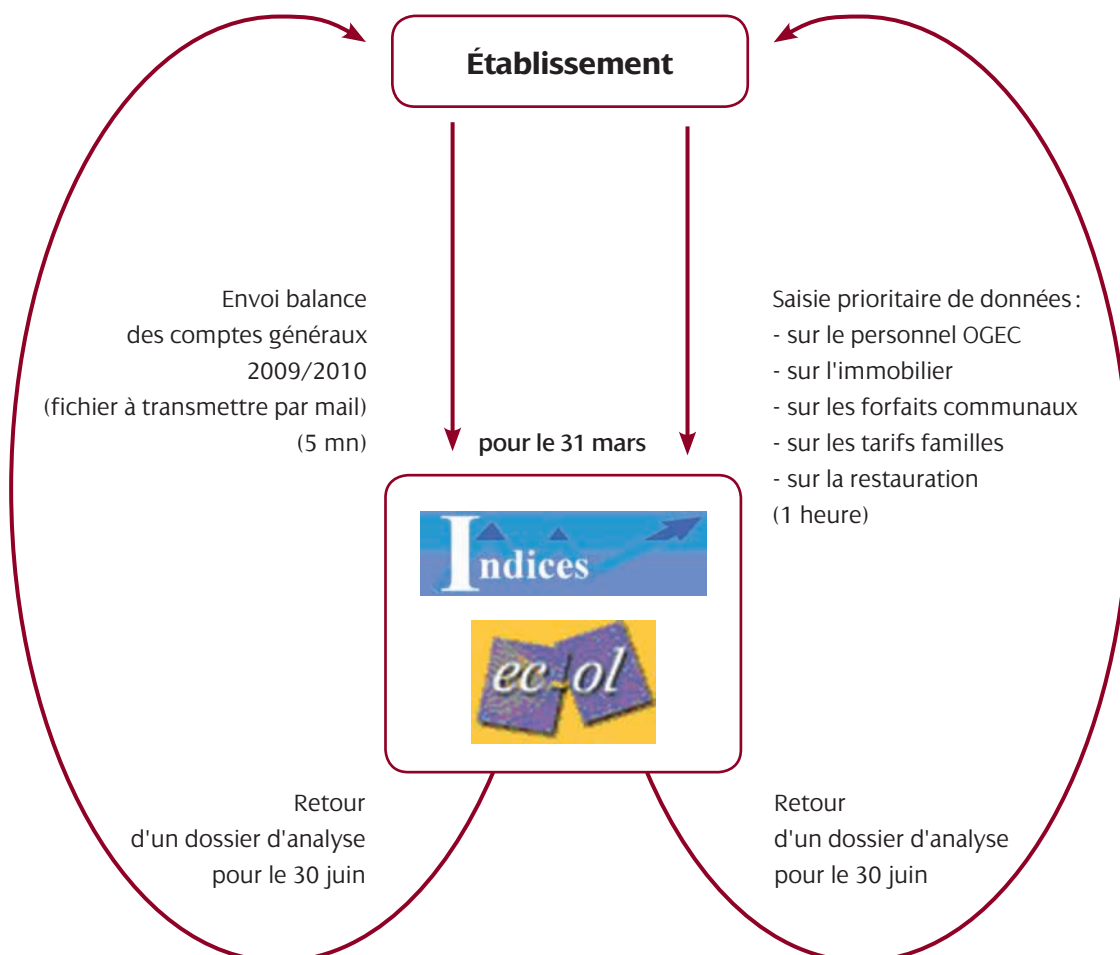 Établissement
Envoi balance
des comptes généraux
2009/2010
(fichier à transmettre par mail)
(5 mn)
pour le 31 mars
Saisie prioritaire de données :
- sur le personnel OGEC
- sur l'immobilier
- sur les forfaits communaux
- sur les tarifs familles
- sur la restauration
(1 heure)
Indices
ec-ol
Retour
d'un dossier d'analyse
pour le 30 juin
Retour
d'un dossier d'analyse
pour le 30 juin